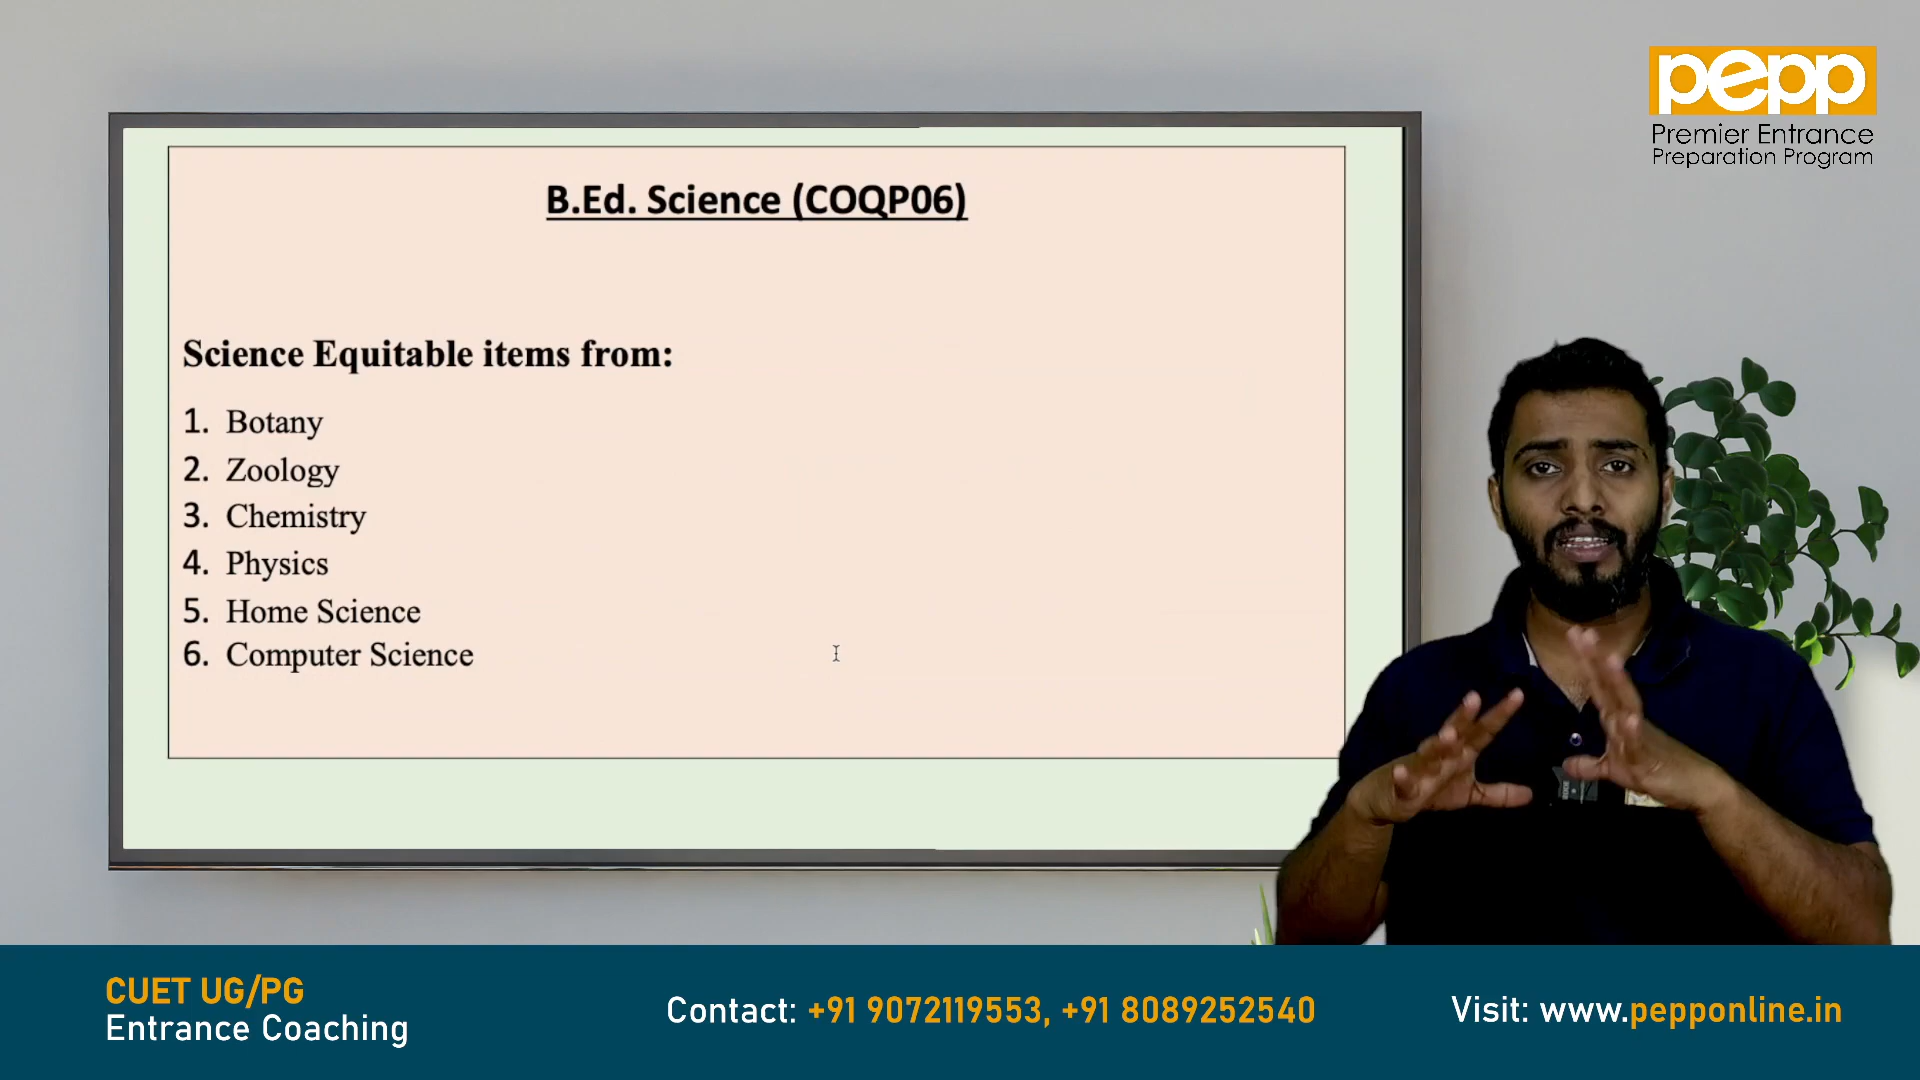 pepp
Premier Entrance
Preparation Program
B.Ed. Science (COQP06)
Science Equitable items from:
1. Botany
2. Zoology
3. Chemistry
4. Physics
5. Home Science
6. Computer Science
CUET UG/PG
Entrance Coaching
Contact: +91 9072119553, +91 8089252540
Visit: www.pepponline.in